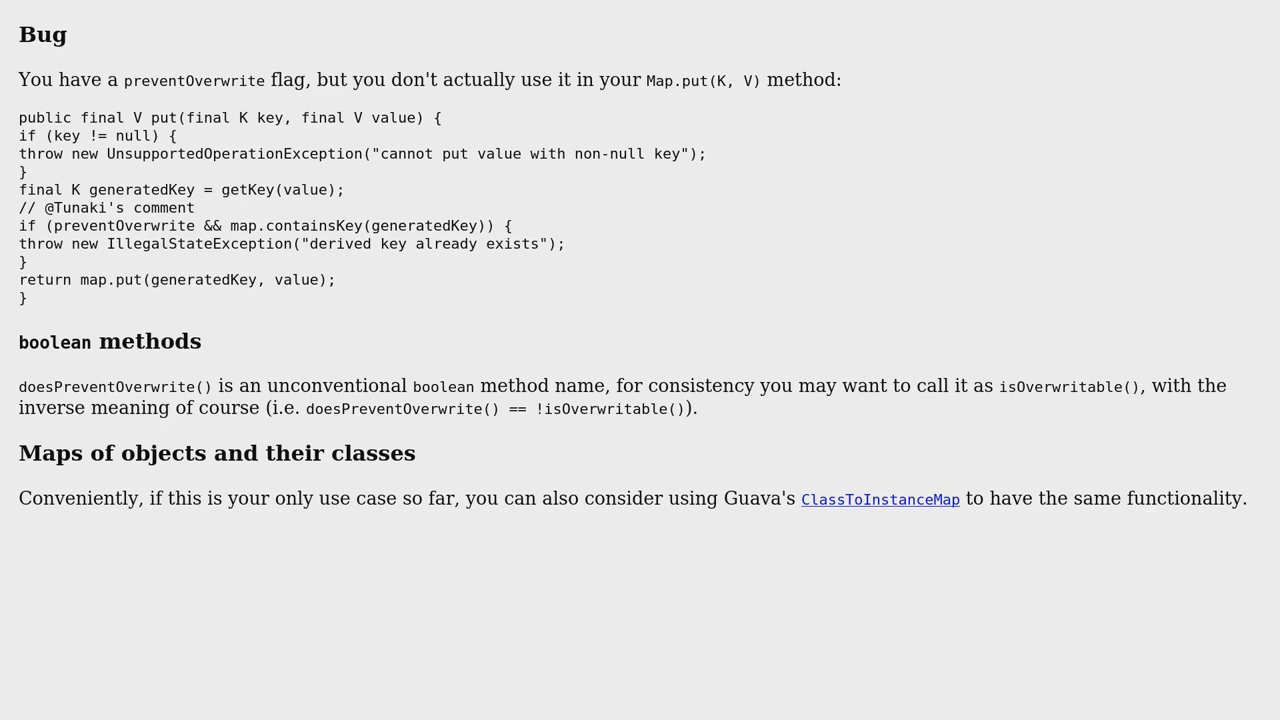 Bug
You have a preventOverwrite flag, but you don't actually use it in your Map.put(K, V) method:
public final V put(final K key, final V value) {
if (key != null) {
throw new UnsupportedOperationException("cannot put value with non-null key");
}
final K generatedKey = getKey(value);
// @Tunaki's comment
if (preventOverwrite && map.containsKey(generatedKey)) {
throw new IllegalStateException("derived key already exists");
}
return map.put(generatedKey, value);
}
boolean methods
doesPreventOverwrite() is an unconventional boolean method name, for consistency you may want to call it as isOverwritable(), with the
inverse meaning of course (i.e. doesPreventOverwrite() == !isOverwritable()).
Maps of objects and their classes
Conveniently, if this is your only use case so far, you can also consider using Guava's ClassToInstanceMap to have the same functionality.